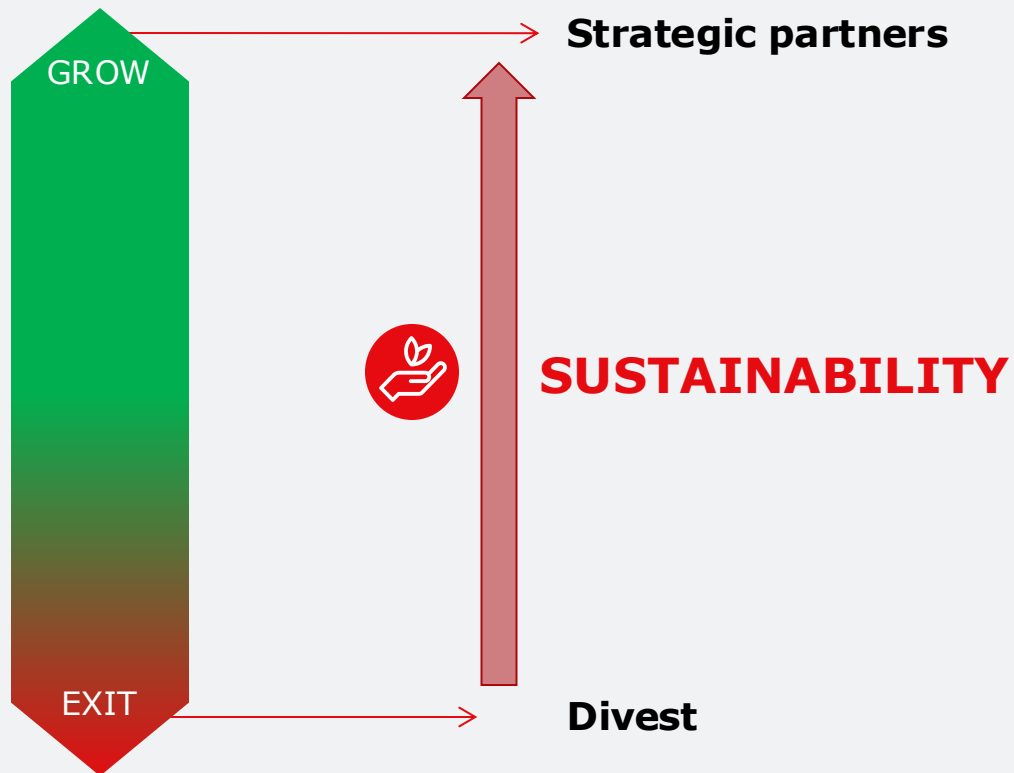 GROW
Strategic partners
SUSTAINABILITY
EXIT
Divest